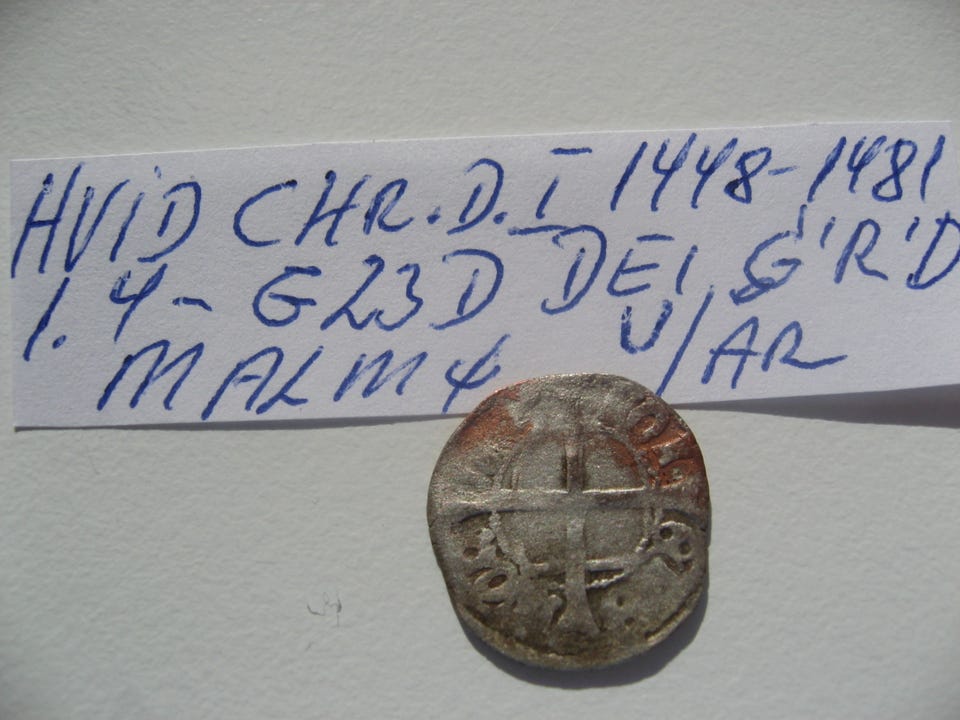 HVID CHR.D.I 1448-1481
1.4- G23D DEI G'R'D
MALMØ U/AR